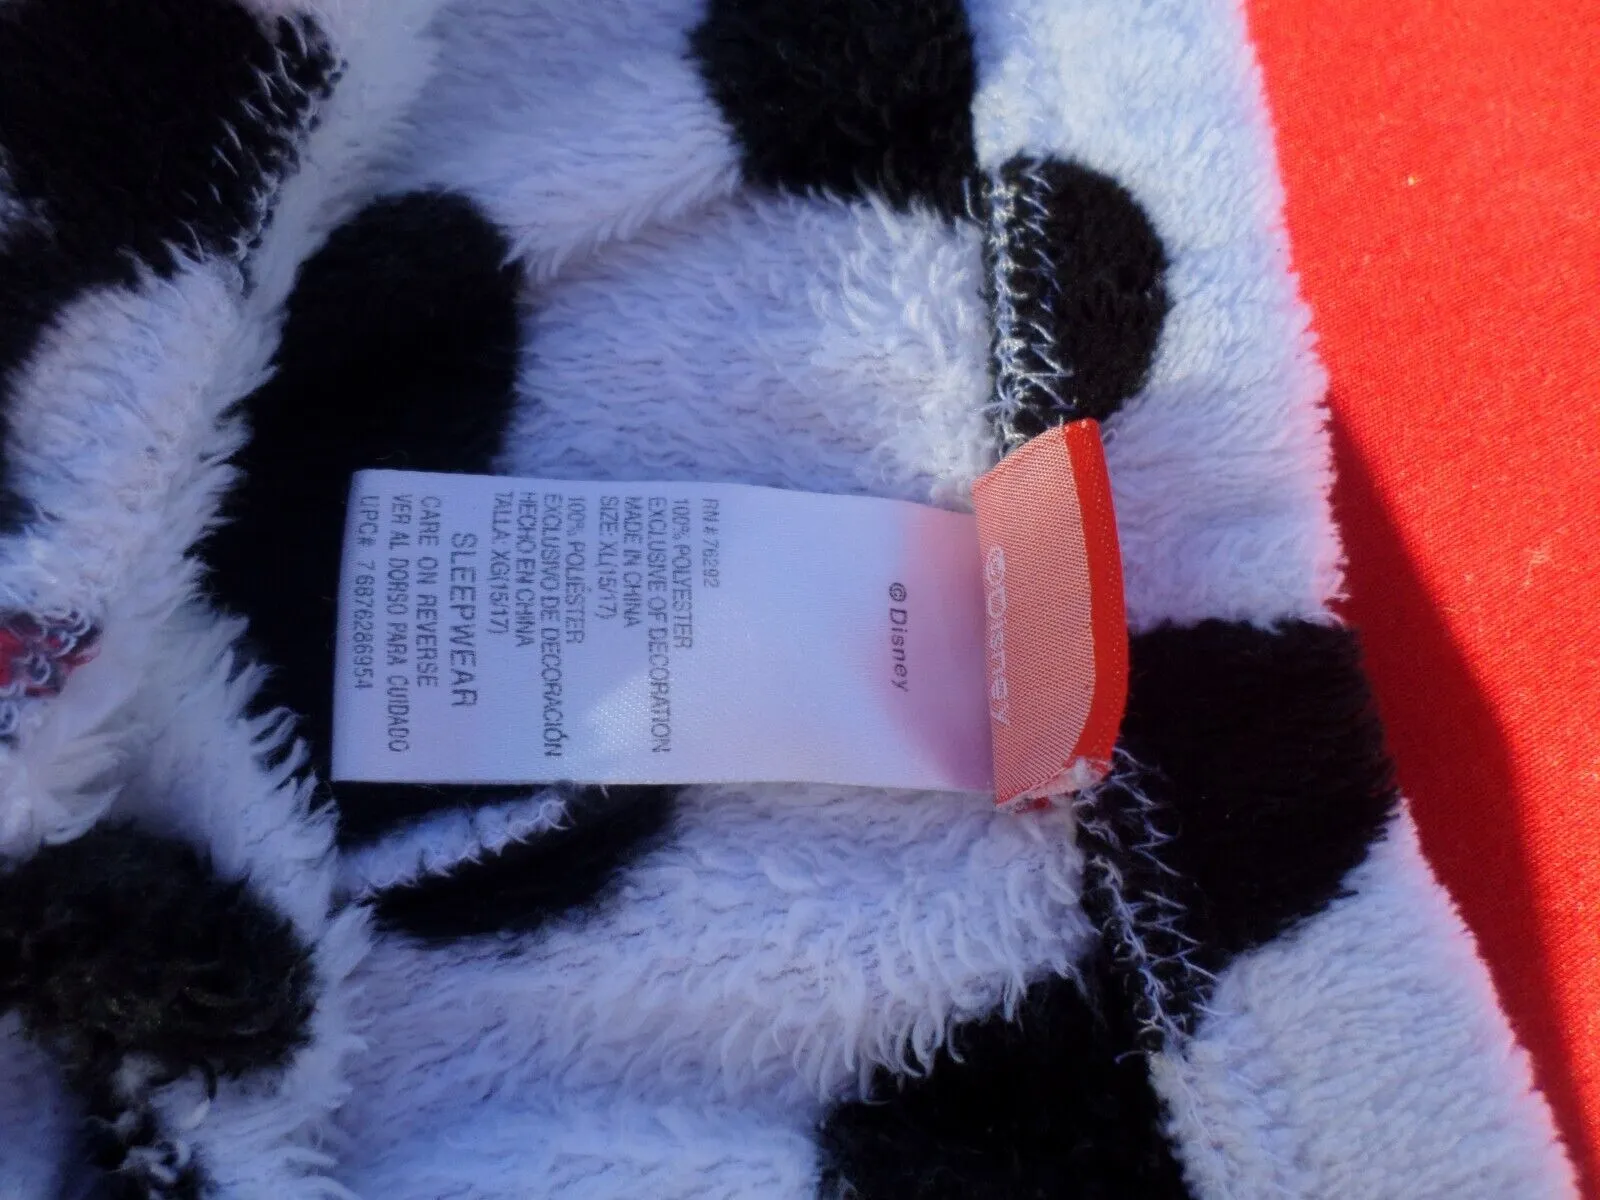 © Disney
© Disney
RN # 76292
100% POLYESTER
EXCLUSIVE OF DECORATION
MADE IN CHINA
SIZE: XL(15/17)
100% POLIÉSTER
EXCLUSIVO DE DECORACIÓN
HECHO EN CHINA
TALLA: XG(15/17)
SLEEPWEAR
CARE ON REVERSE
VER AL DORSO PARA CUIDADO
UPC# 7 687628 6954